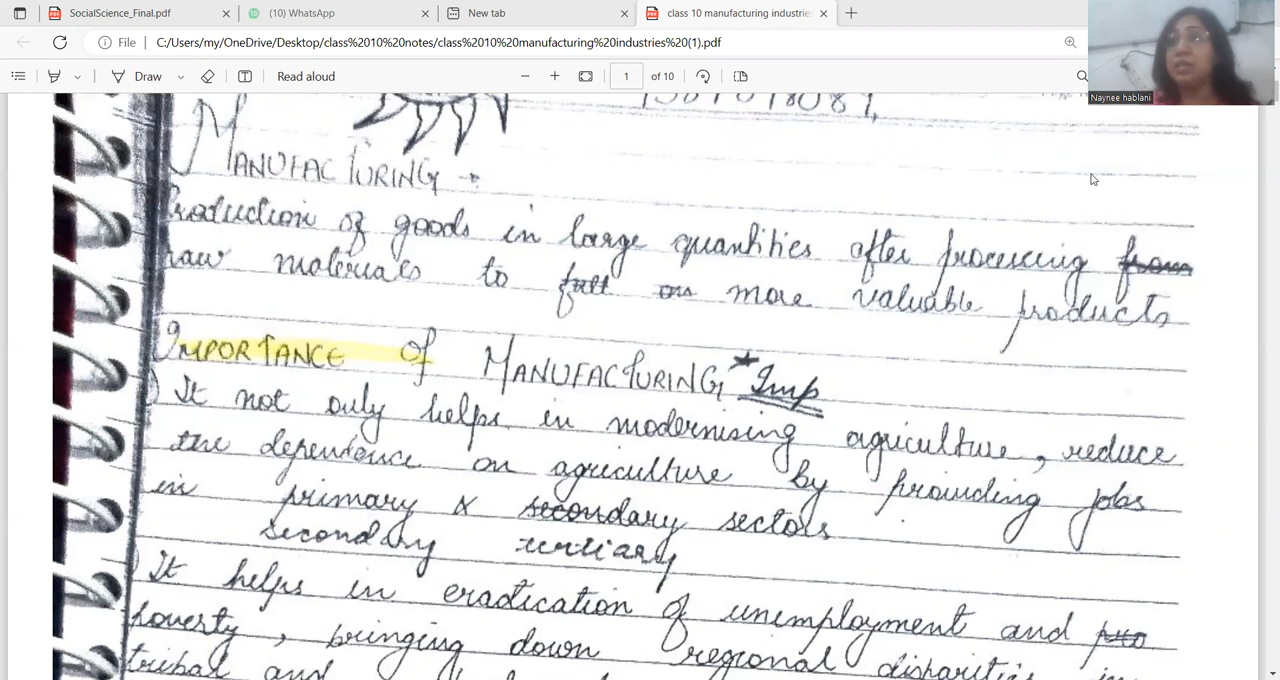 SocialScience_Final.pdf
(10) WhatsApp
New tab
class 10 manufacturing industrie
File
C:/Users/my/OneDrive/Desktop/class%2010%20notes/class%2010%20manufacturing%20industries%20(1).pdf
Draw
Read aloud
1 of 10
Naynee hablani
MANUFACTURING
Production of goods in large quantities after processing from
raw materials to full on more valuable products
IMPORTANCE of MANUFACTURING *Imp
It not only helps in modernising agriculture, reduce
the dependence on agriculture by providing jobs
in primary & secondary sectors
secondary tertiary
It helps in eradication of unemployment and
poverty, bringing down regional disparities in
tribal and